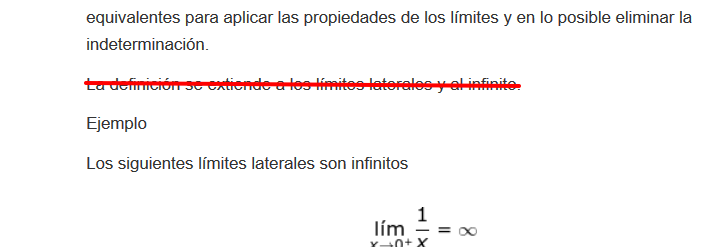 equivalentes para aplicar las propiedades de los límites y en lo posible eliminar la
indeterminación.
La definición se extiende a los límites laterales y al infinito.
Ejemplo
Los siguientes límites laterales son infinitos
lím 1/x = ∞
x→0⁺